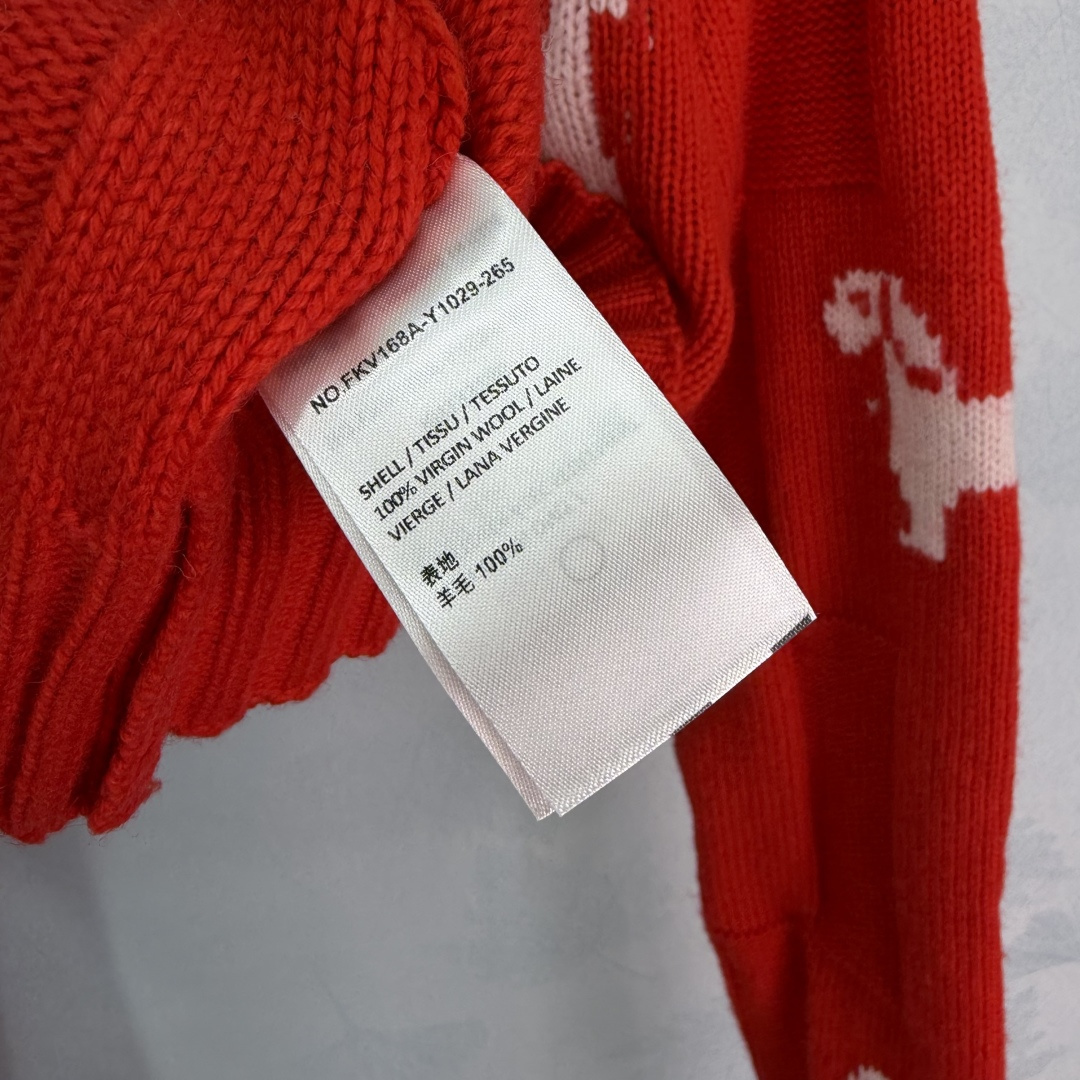 NO.FKV168A-Y1029-265
SHELL / TISSU / TESSUTO
100% VIRGIN WOOL / LAINE
VIERGE / LANA VERGINE
表地
羊毛 100%